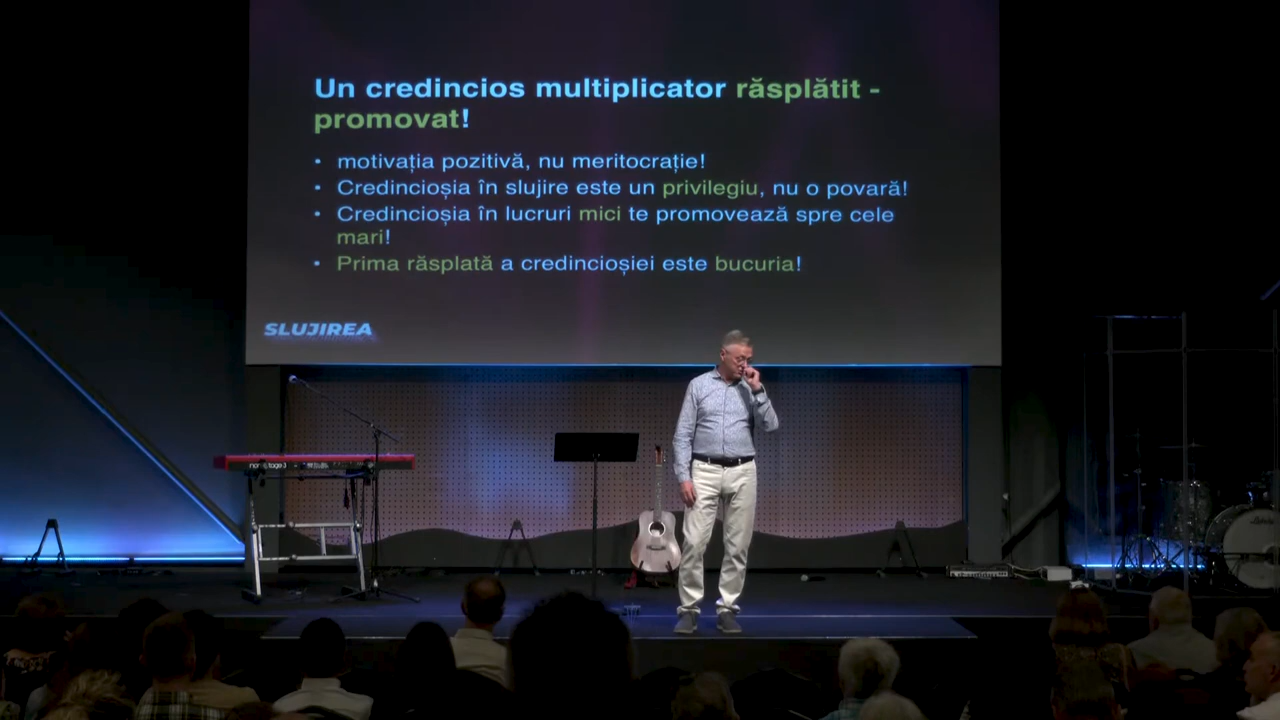 Un credincios multiplicator răsplătit -
promovat!
• motivația pozitivă, nu meritocrație!
• Credincioșia în slujire este un privilegiu, nu o povară!
• Credincioșia în lucruri mici te promovează spre cele
mari!
• Prima răsplată a credincioșiei este bucuria!
SLUJIREA